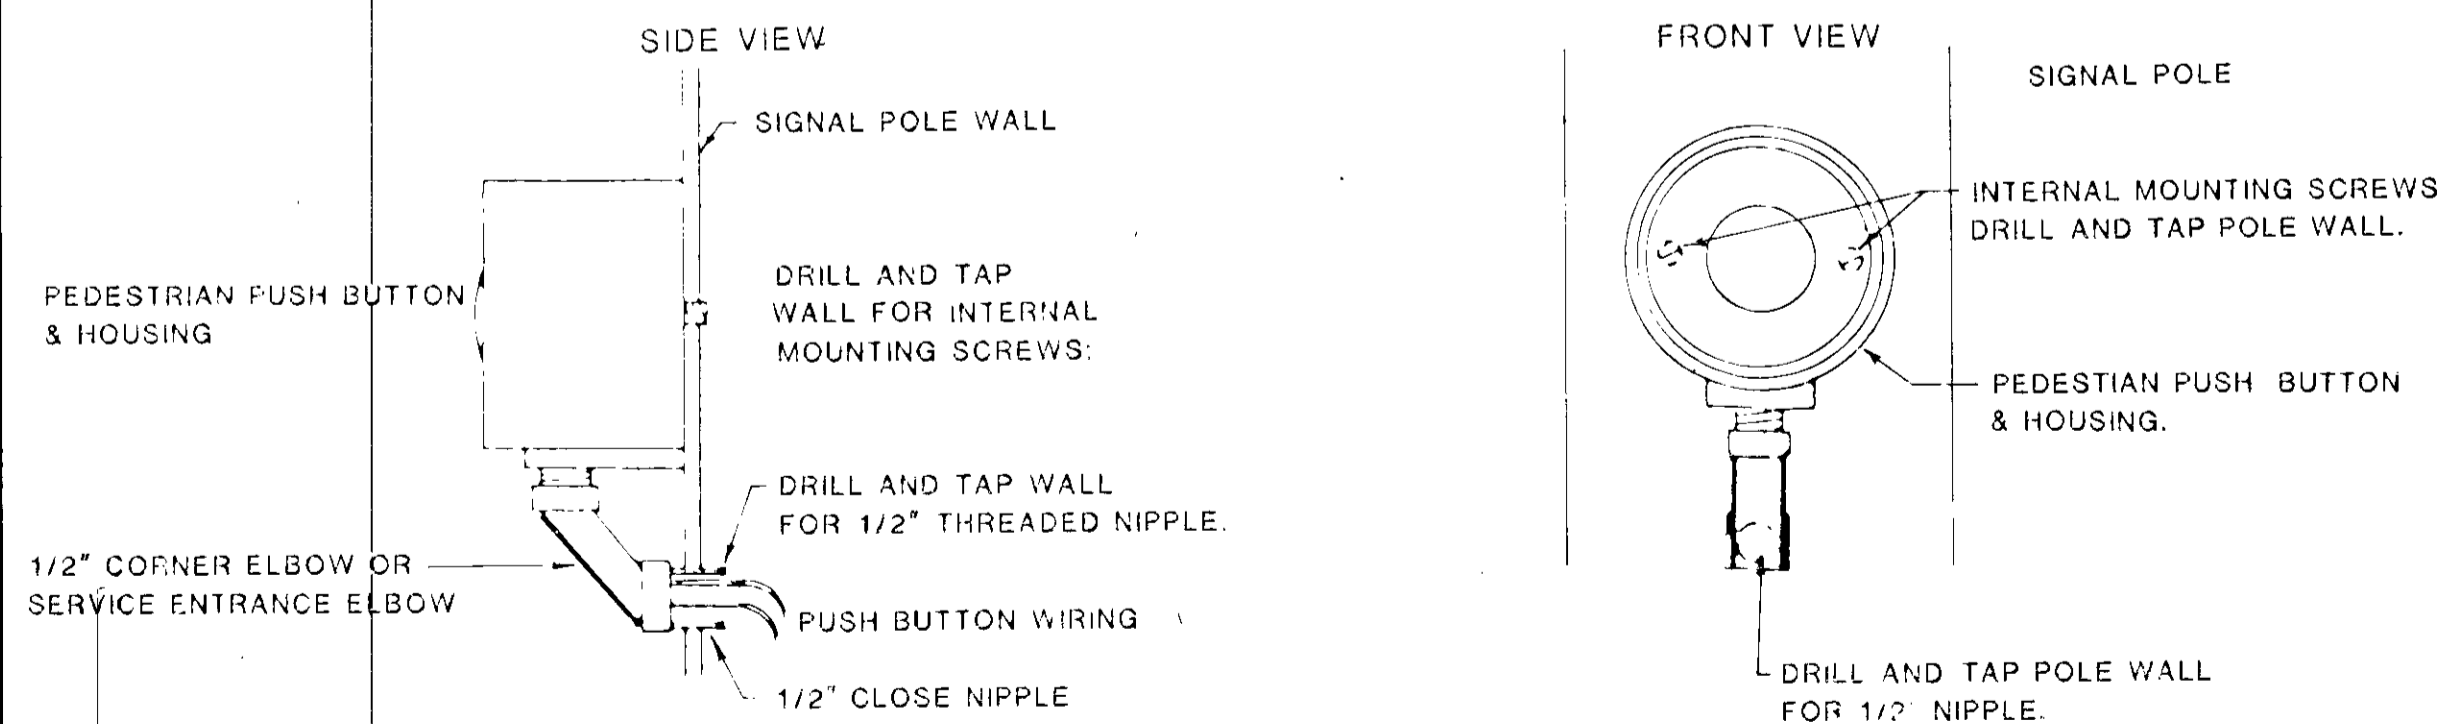 SIDE VIEW
SIGNAL POLE WALL
PEDESTRIAN PUSH BUTTON
& HOUSING
DRILL AND TAP
WALL FOR INTERNAL
MOUNTING SCREWS:
DRILL AND TAP WALL
FOR 1/2" THREADED NIPPLE.
1/2" CORNER ELBOW OR
SERVICE ENTRANCE ELBOW
PUSH BUTTON WIRING
1/2" CLOSE NIPPLE
FRONT VIEW
SIGNAL POLE
INTERNAL MOUNTING SCREWS
DRILL AND TAP POLE WALL.
PEDESTIAN PUSH BUTTON
& HOUSING.
DRILL AND TAP POLE WALL
FOR 1/2" NIPPLE.